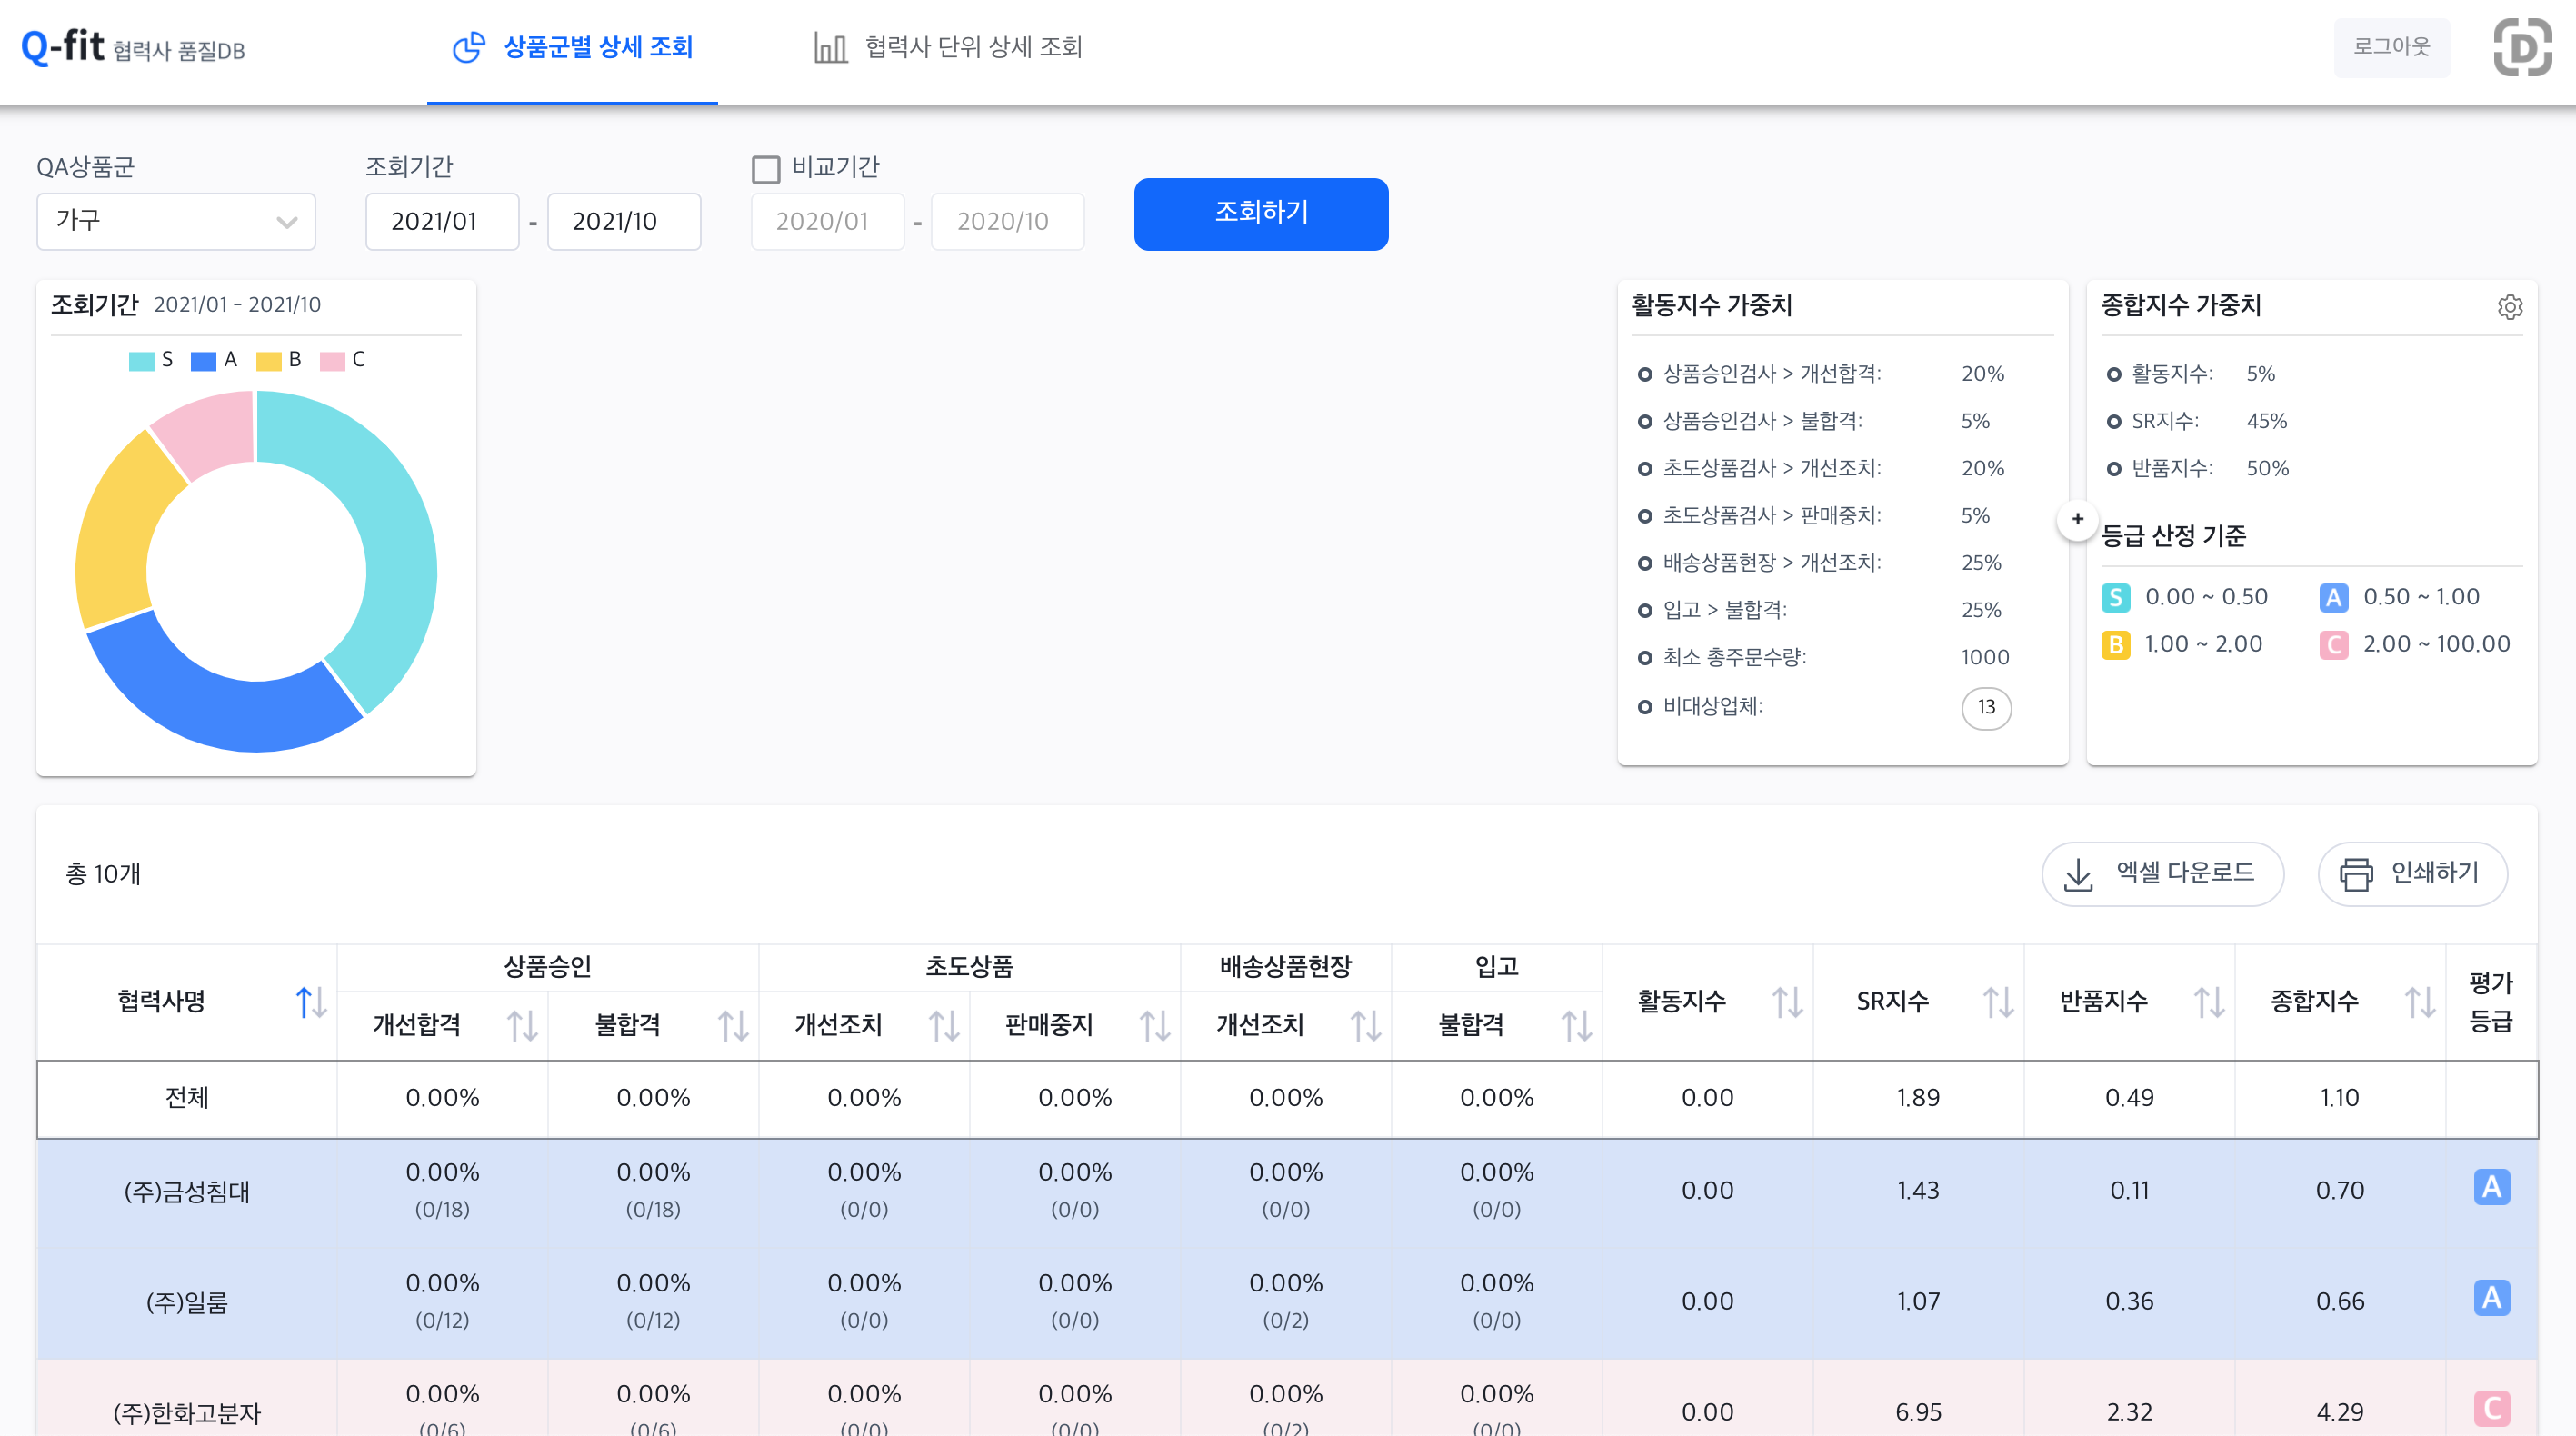 Q-fit 협력사 품질DB
상품군별 상세 조회
협력사 단위 상세 조회
로그아웃
D
QA상품군
조회기간
비교기간
가구
2021/01 - 2021/10
2020/01 - 2020/10
조회하기
조회기간 2021/01 - 2021/10
S A B C
활동지수 가중치
상품승인검사 > 개선합격: 20%
상품승인검사 > 불합격: 5%
초도상품검사 > 개선조치: 20%
초도상품검사 > 판매중치: 5%
배송상품현장 > 개선조치: 25%
입고 > 불합격: 25%
최소 총주문수량: 1000
비대상업체: 13
+
종합지수 가중치
활동지수: 5%
SR지수: 45%
반품지수: 50%
등급 산정 기준
S 0.00 ~ 0.50 A 0.50 ~ 1.00
B 1.00 ~ 2.00 C 2.00 ~ 100.00
총 10개
엑셀 다운로드
인쇄하기
협력사명 상품승인 초도상품 배송상품현장 입고 활동지수 SR지수 반품지수 종합지수 평가 등급
개선합격 불합격 개선조치 판매중지 개선조치 불합격
전체 0.00% 0.00% 0.00% 0.00% 0.00% 0.00% 0.00 1.89 0.49 1.10
(주)금성침대 0.00% 0.00% 0.00% 0.00% 0.00% 0.00% 0.00 1.43 0.11 0.70 A
(0/18) (0/18) (0/0) (0/0) (0/0) (0/0)
(주)일룸 0.00% 0.00% 0.00% 0.00% 0.00% 0.00% 0.00 1.07 0.36 0.66 A
(0/12) (0/12) (0/0) (0/0) (0/2) (0/0)
(주)한화고분자 0.00% 0.00% 0.00% 0.00% 0.00% 0.00% 0.00 6.95 2.32 4.29 C
(0/6) (0/6) (0/0) (0/0) (0/2) (0/0)